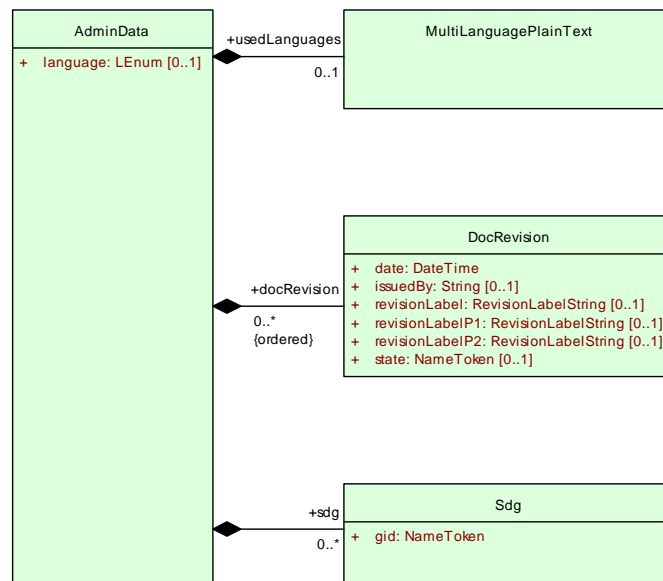 AdminData
+ language: LEnum [0..1]
+usedLanguages
0..1
MultiLanguagePlainText
DocRevision
+ date: DateTime
+ issuedBy: String [0..1]
+ revisionLabel: RevisionLabelString [0..1]
+ revisionLabelP1: RevisionLabelString [0..1]
+ revisionLabelP2: RevisionLabelString [0..1]
+ state: NameToken [0..1]
+docRevision
0..*
{ordered}
+sdg
0..*
Sdg
+ gid: NameToken